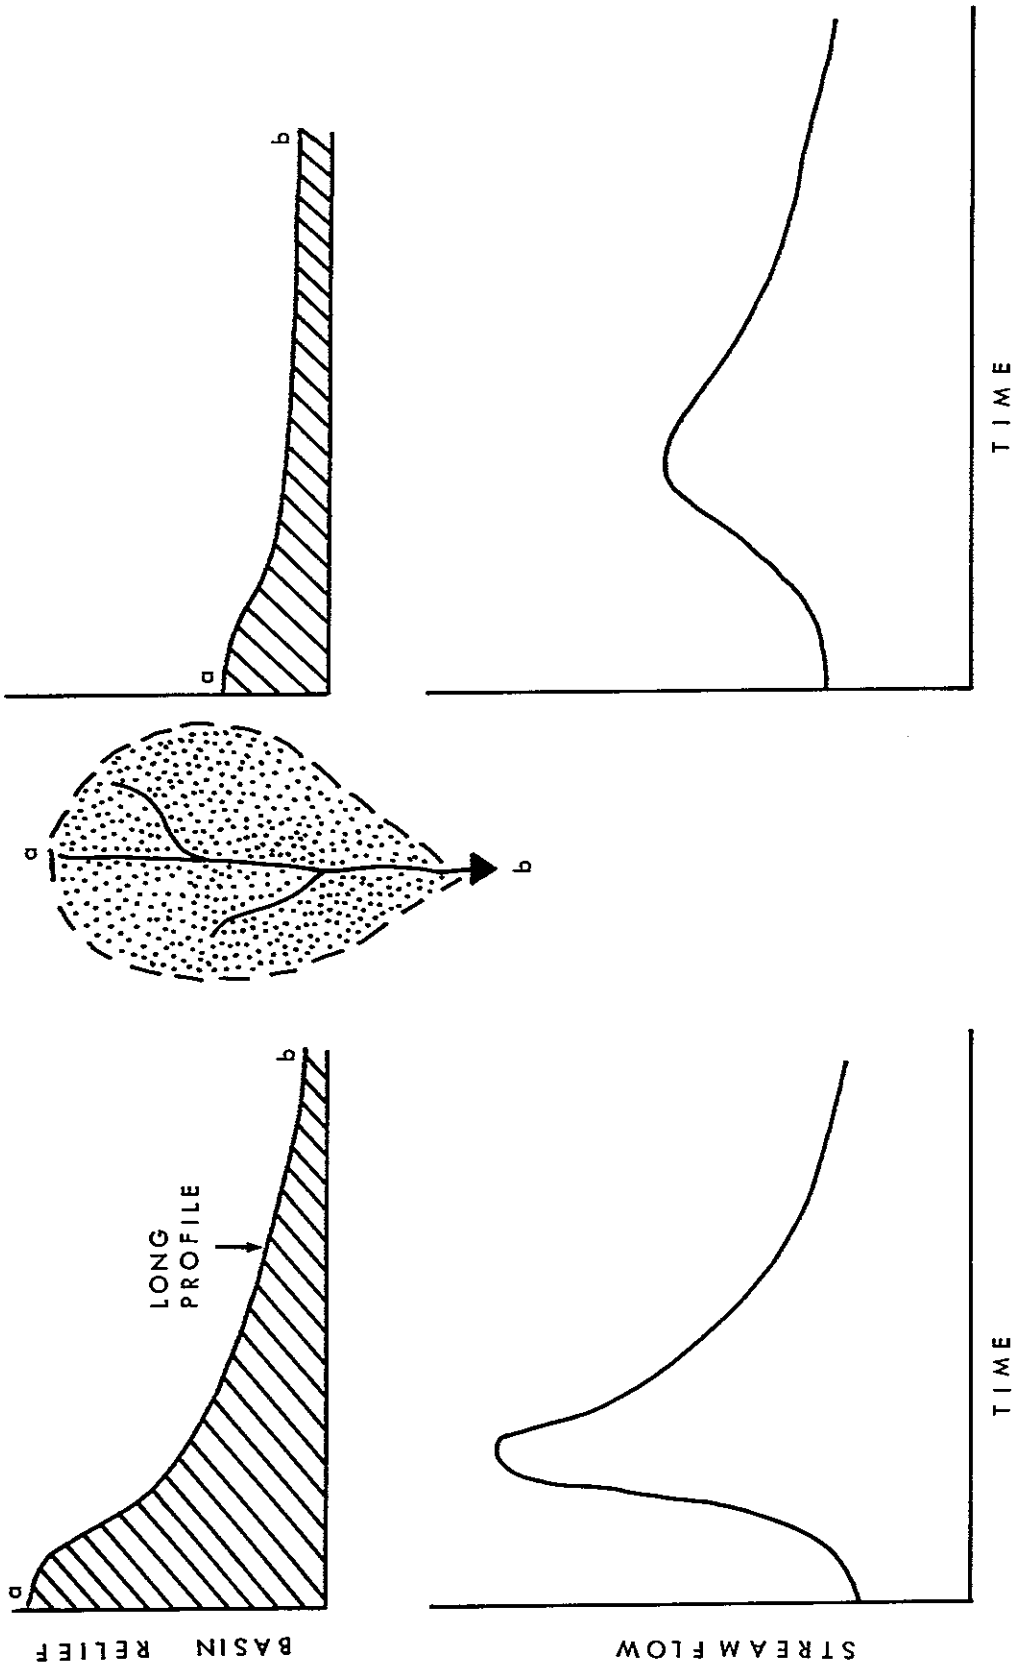 BASIN RELIEF
a
LONG
PROFILE
b
a
b
a
b
STREAM FLOW
TIME
TIME